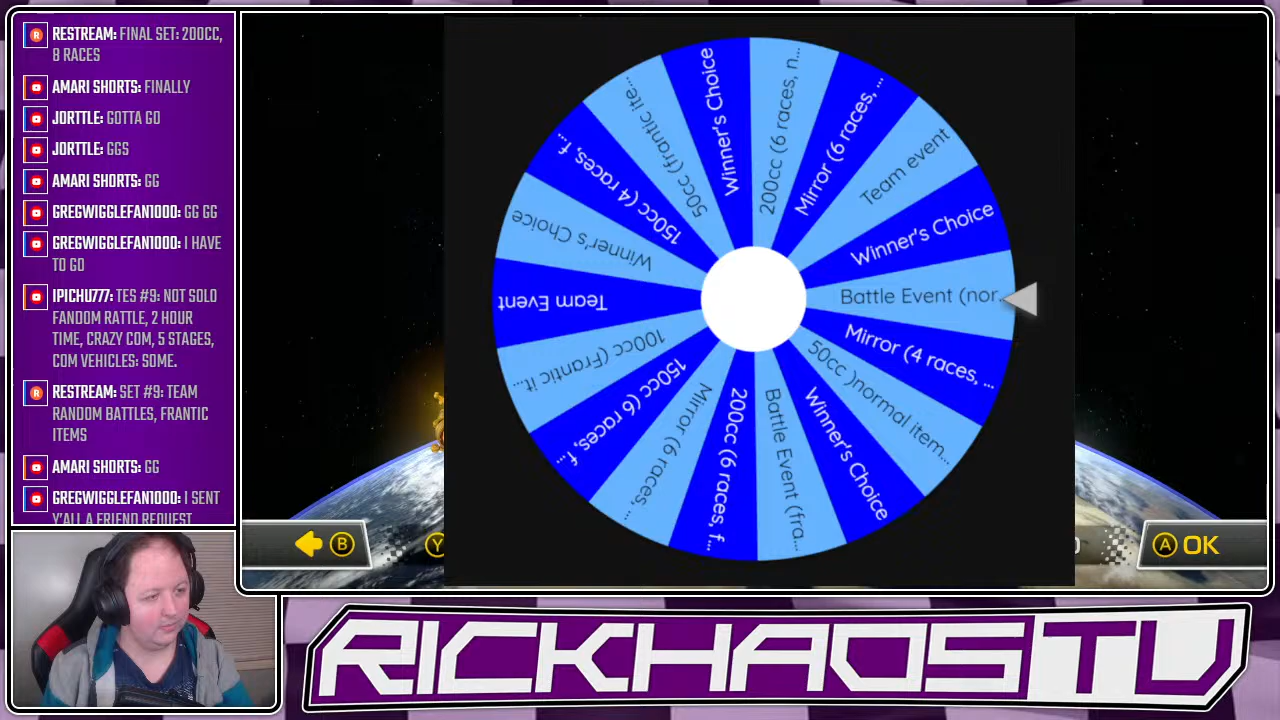 RESTREAM: FINAL SET: 200CC,
8 RACES
AMARI SHORTS: FINALLY
JORTTLE: GOTTA GO
JORTTLE: GGS
AMARI SHORTS: GG
GREGWIGGLEFAN1000: GG GG
GREGWIGGLEFAN1000: I HAVE
TO GO
IPICHU777: TES #9: NOT SOLO
FANDOM RATTLE, 2 HOUR
TIME, CRAZY COM, 5 STAGES,
COM VEHICLES: SOME.
RESTREAM: SET #9: TEAM
RANDOM BATTLES, FRANTIC
ITEMS
AMARI SHORTS: GG
GREGWIGGLEFAN1000: I SENT
Y'ALL A FRIEND REQUEST
Winner's Choice
200cc (6 races, n...
Mirror (6 races, ...
Team event
Winner's Choice
Battle Event (nor...
Mirror (4 races, ...
50cc )normal item...
Winner's Choice
Battle Event (fra...
200cc (6 races, f...
Mirror (6 races, ...
150cc (6 races, f...
100cc (Frantic it...
Team Event
Winner's Choice
150cc (4 races, f...
50cc (frantic ite...
B
Y
A OK
RICKHAOS TV